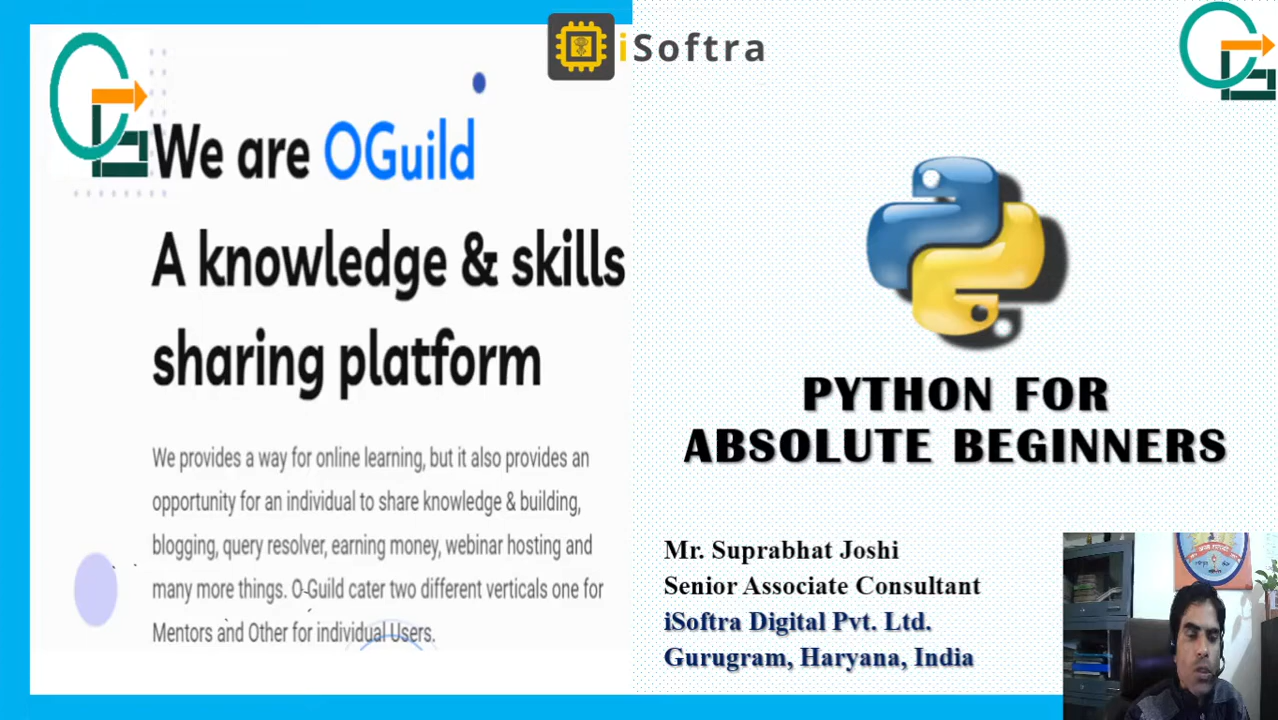 iSoftra
We are OGuild
A knowledge & skills
sharing platform
We provides a way for online learning, but it also provides an
opportunity for an individual to share knowledge & building,
blogging, query resolver, earning money, webinar hosting and
many more things. O-Guild cater two different verticals one for
Mentors and Other for individual Users.
PYTHON FOR
ABSOLUTE BEGINNERS
Mr. Suprabhat Joshi
Senior Associate Consultant
iSoftra Digital Pvt. Ltd.
Gurugram, Haryana, India